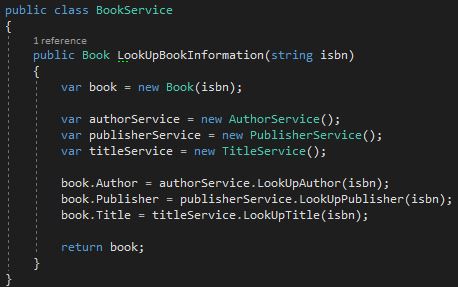 public class BookService
{
1 reference
public Book LookUpBookInformation(string isbn)
{
var book = new Book(isbn);
var authorService = new AuthorService();
var publisherService = new PublisherService();
var titleService = new TitleService();
book.Author = authorService.LookUpAuthor(isbn);
book.Publisher = publisherService.LookUpPublisher(isbn);
book.Title = titleService.LookUpTitle(isbn);
return book;
}
}